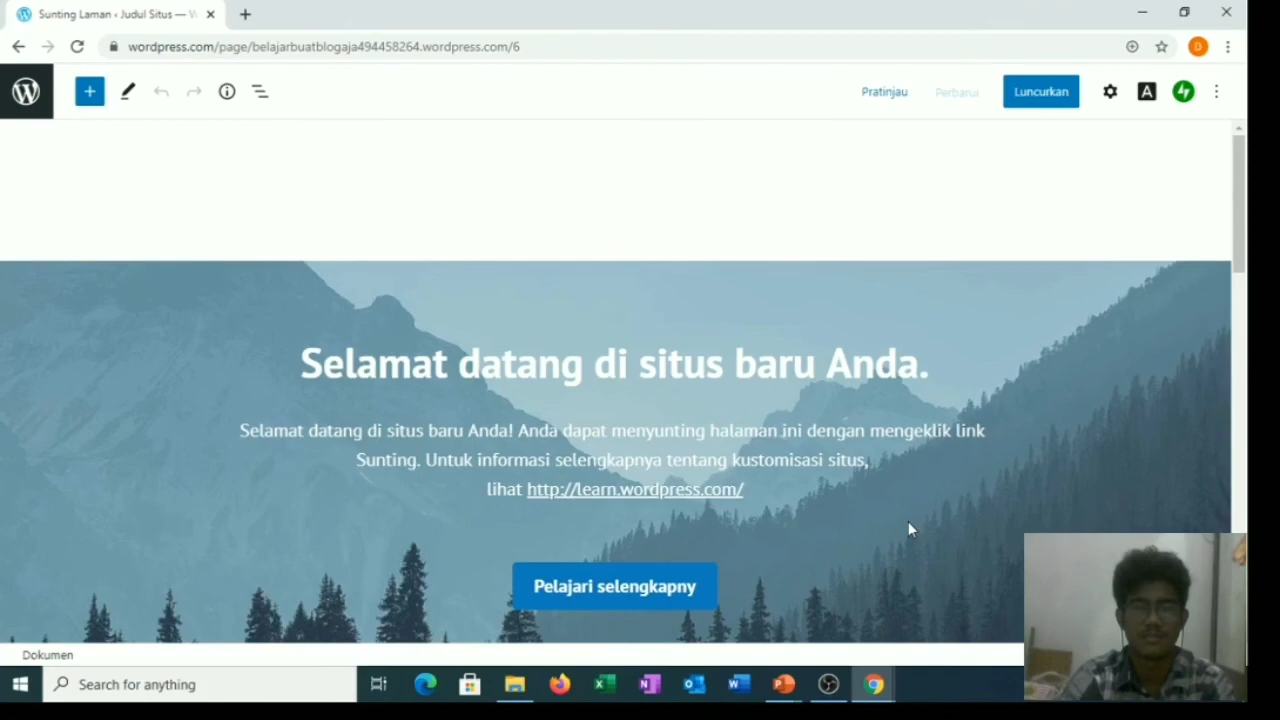 Sunting Laman ‹ Judul Situs — W
wordpress.com/page/belajarbuatblogaja494458264.wordpress.com/6
D
Pratinjau
Perbarui
Luncurkan
A
Selamat datang di situs baru Anda.
Selamat datang di situs baru Anda! Anda dapat menyunting halaman ini dengan mengeklik link
Sunting. Untuk informasi selengkapnya tentang kustomisasi situs,
lihat http://learn.wordpress.com/
Pelajari selengkapny
Dokumen
Search for anything